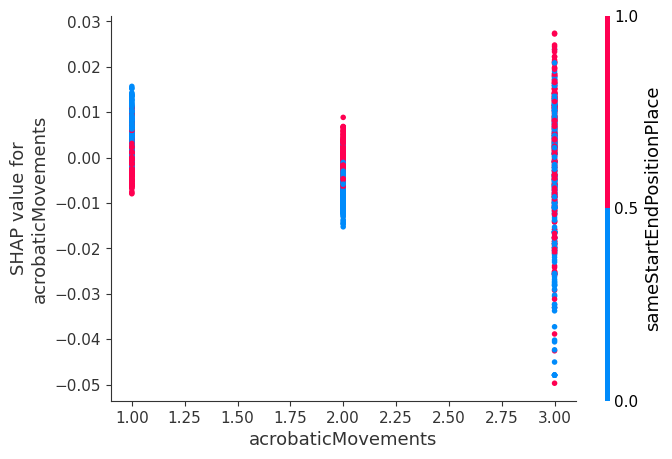 0.03
0.02
0.01
0.00
−0.01
−0.02
−0.03
−0.04
−0.05
SHAP value for
acrobaticMovements
1.00 1.25 1.50 1.75 2.00 2.25 2.50 2.75 3.00
acrobaticMovements
1.0
0.5
0.0
sameStartEndPositionPlace